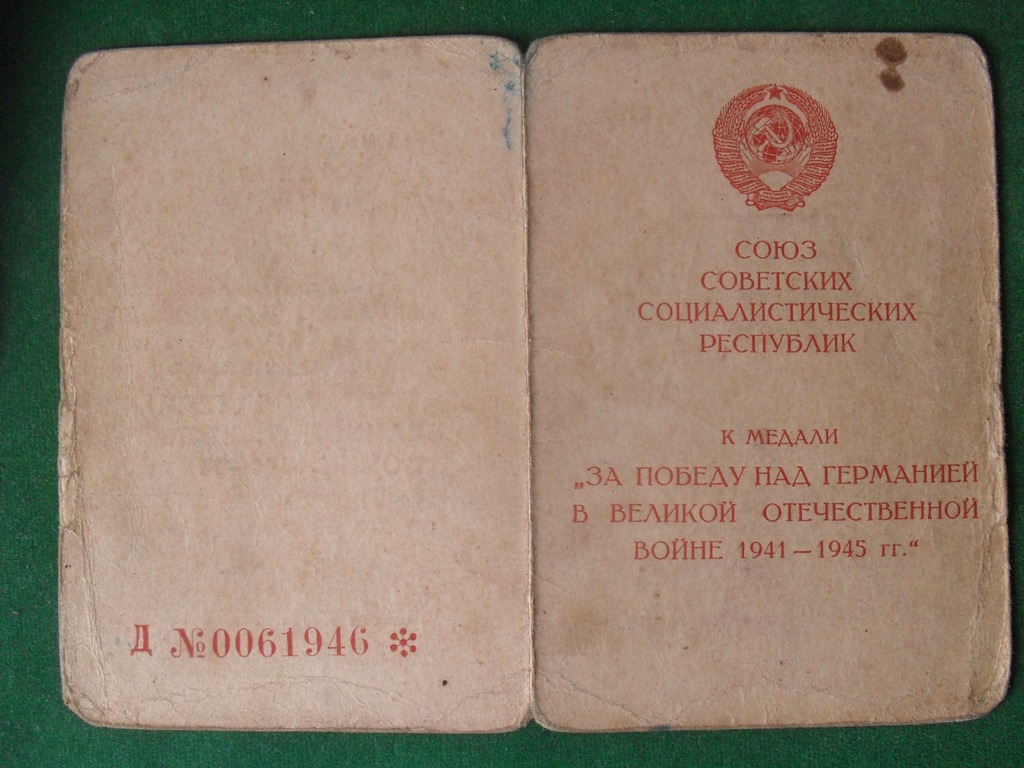 Д №0061946 *
СОЮЗ
СОВЕТСКИХ
СОЦИАЛИСТИЧЕСКИХ
РЕСПУБЛИК
К МЕДАЛИ
„ЗА ПОБЕДУ НАД ГЕРМАНИЕЙ
В ВЕЛИКОЙ ОТЕЧЕСТВЕННОЙ
ВОЙНЕ 1941 — 1945 гг.“